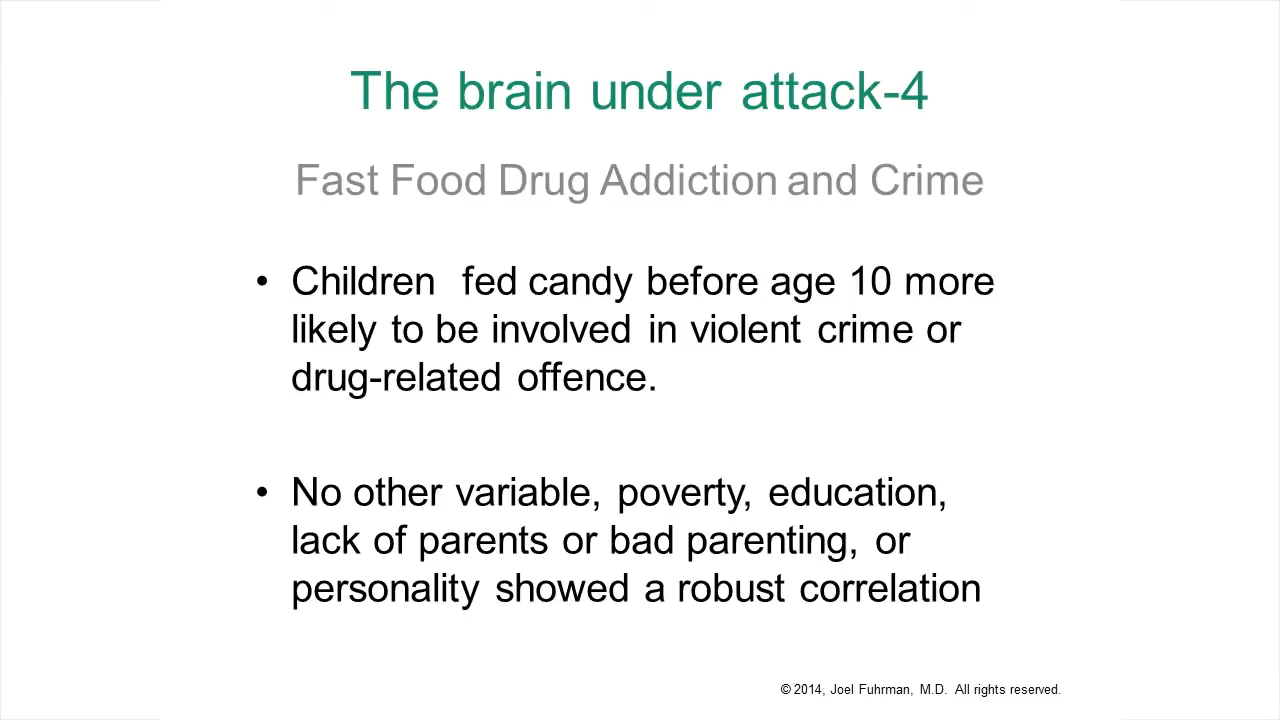 The brain under attack-4
Fast Food Drug Addiction and Crime
• Children fed candy before age 10 more
likely to be involved in violent crime or
drug-related offence.
• No other variable, poverty, education,
lack of parents or bad parenting, or
personality showed a robust correlation
© 2014, Joel Fuhrman, M.D. All rights reserved.